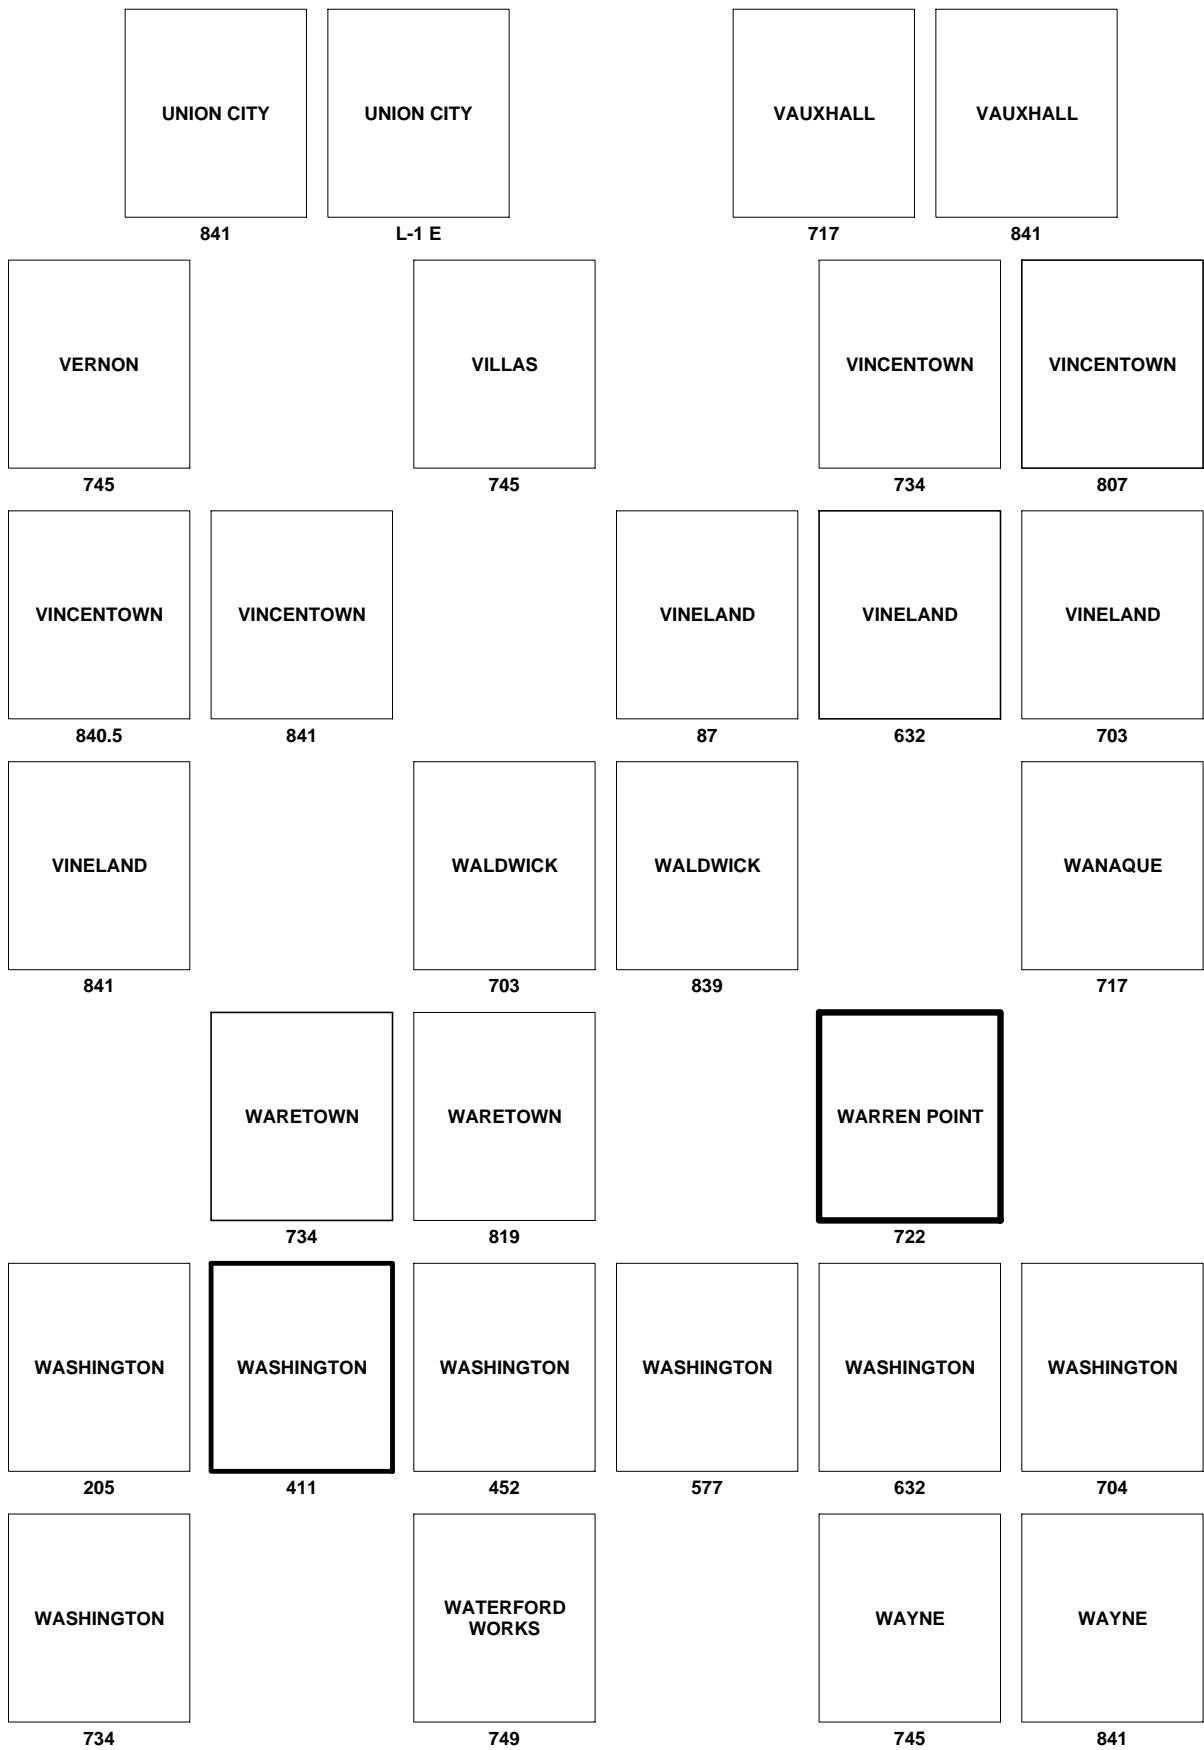 UNION CITY UNION CITY VAUXHALL VAUXHALL
841 L-1 E 717 841
VERNON VILLAS VINCENTOWN VINCENTOWN
745 745 734 807
VINCENTOWN VINCENTOWN VINELAND VINELAND VINELAND
840.5 841 87 632 703
VINELAND WALDWICK WALDWICK WANAQUE
841 703 839 717
WARETOWN WARETOWN WARREN POINT
734 819 722
WASHINGTON WASHINGTON WASHINGTON WASHINGTON WASHINGTON WASHINGTON
205 411 452 577 632 704
WASHINGTON WATERFORD WORKS WAYNE WAYNE
734 749 745 841